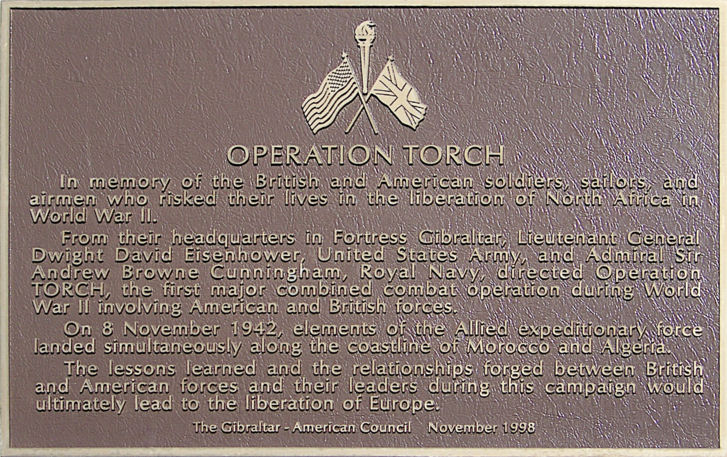 OPERATION TORCH
In memory of the British and American soldiers, sailors, and
airmen who risked their lives in the liberation of North Africa in
World War II.
From their headquarters in Fortress Gibraltar, Lieutenant General
Dwight David Eisenhower, United States Army, and Admiral Sir
Andrew Browne Cunningham, Royal Navy, directed Operation
TORCH, the first major combined combat operation during World
War II involving American and British forces.
On 8 November 1942, elements of the Allied expeditionary force
landed simultaneously along the coastline of Morocco and Algeria.
The lessons learned and the relationships forged between British
and American forces and their leaders during this campaign would
ultimately lead to the liberation of Europe.
The Gibraltar - American Council November 1998